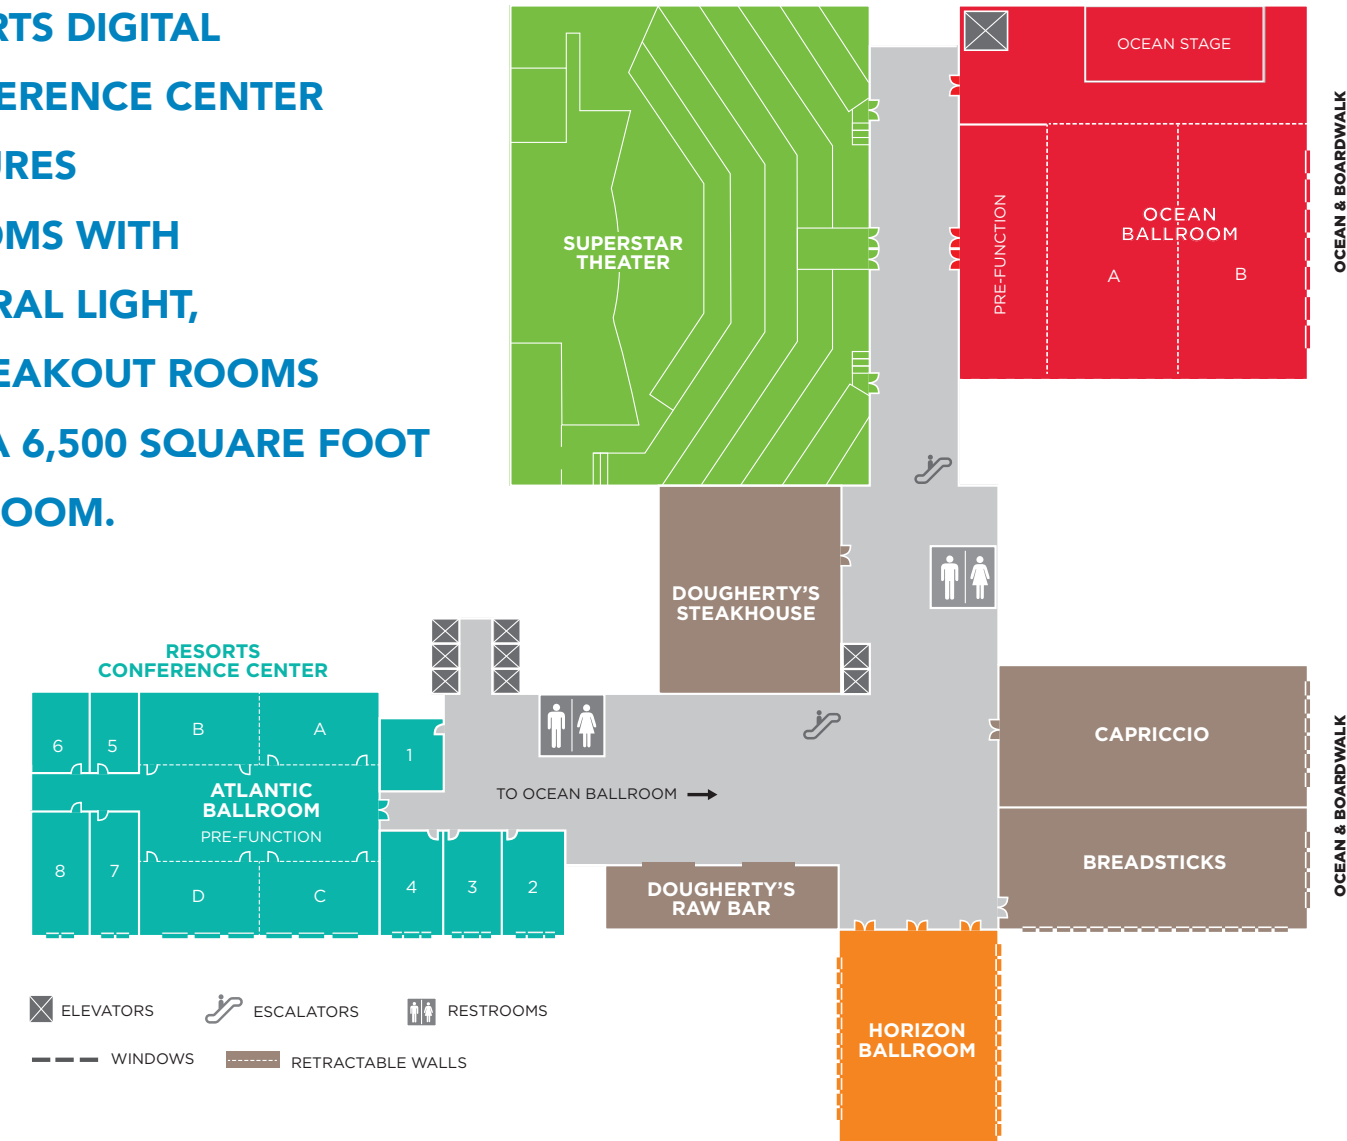 RTS DIGITAL
ERENCE CENTER
URES
OMS WITH
RAL LIGHT,
EAKOUT ROOMS
A 6,500 SQUARE FOOT
OOM.
OCEAN STAGE
OCEAN & BOARDWALK
SUPERSTAR
THEATER
PRE-FUNCTION
OCEAN
BALLROOM
A
B
DOUGHERTY’S
STEAKHOUSE
RESORTS
CONFERENCE CENTER
6
5
B
A
1
ATLANTIC
BALLROOM
PRE-FUNCTION
8
7
D
C
4
3
2
TO OCEAN BALLROOM
CAPRICCIO
BREADSTICKS
OCEAN & BOARDWALK
DOUGHERTY’S
RAW BAR
HORIZON
BALLROOM
ELEVATORS
ESCALATORS
RESTROOMS
WINDOWS
RETRACTABLE WALLS